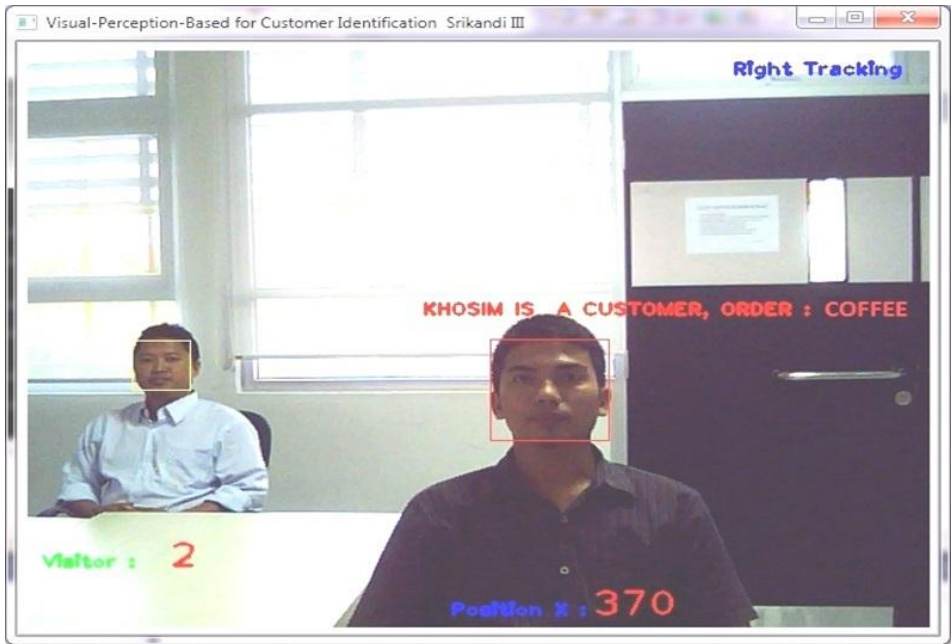 Visual-Perception-Based for Customer Identification Srikandi III
Right Tracking
KHOSIM IS A CUSTOMER, ORDER : COFFEE
Visitor : 2
Position X : 370